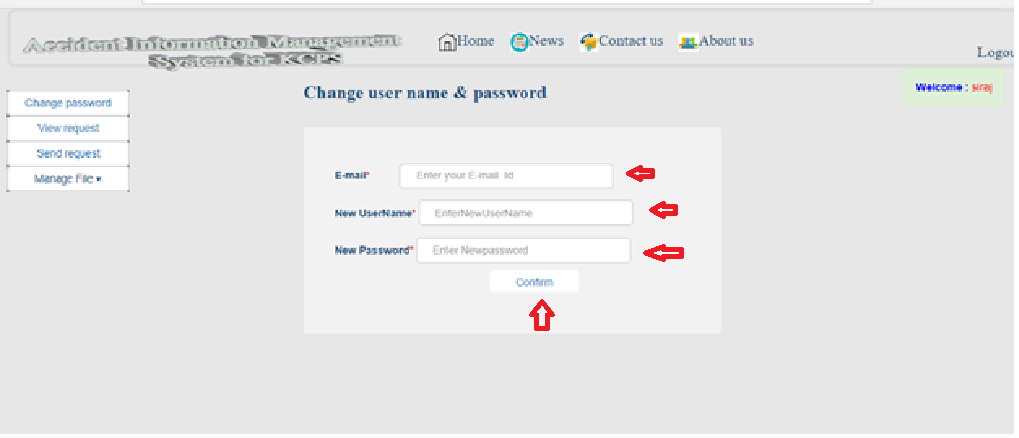 Accident Information Management
System for KCPS
Home News Contact us About us
Logou
Welcome : siraj
Change password
View request
Send request
Manage File ▾
Change user name & password
E-mail* Enter your E-mail Id
New UserName* EnterNewUserName
New Password* Enter Newpassword
Confirm